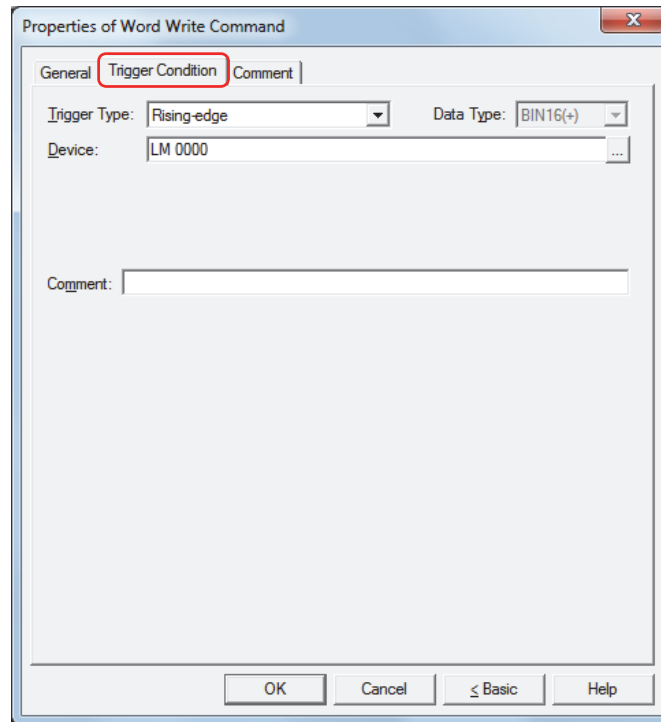 Properties of Word Write Command
General Trigger Condition Comment
Trigger Type: Rising-edge Data Type: BIN16(+)
Device: LM 0000 ...
Comment:
OK Cancel < Basic Help